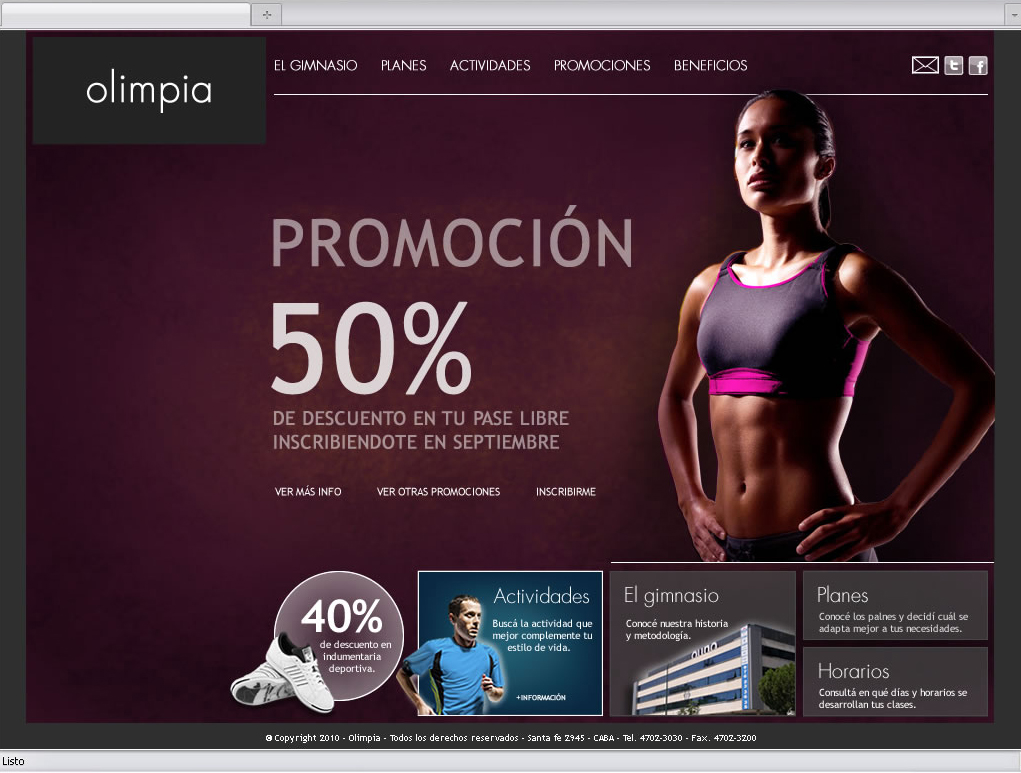 olimpia
EL GIMNASIO PLANES ACTIVIDADES PROMOCIONES BENEFICIOS
PROMOCIÓN
50%
DE DESCUENTO EN TU PASE LIBRE
INSCRIBIENDOTE EN SEPTIEMBRE
VER MÁS INFO VER OTRAS PROMOCIONES INSCRIBIRME
40%
de descuento en
indumentaria
deportiva.
Actividades
Buscá la actividad que
mejor complemente tu
estilo de vida.
+INFORMACIÓN
El gimnasio
Conocé nuestra historia
y metodología.
Planes
Conocé los palnes y decidí cuál se
adapta mejor a tus necesidades.
Horarios
Consultá en qué días y horarios se
desarrollan tus clases.
© Copyright 2010 - Olimpia - Todos los derechos reservados - Santa fe 2945 - CABA - Tel. 4702-3030 - Fax. 4702-3200
Listo